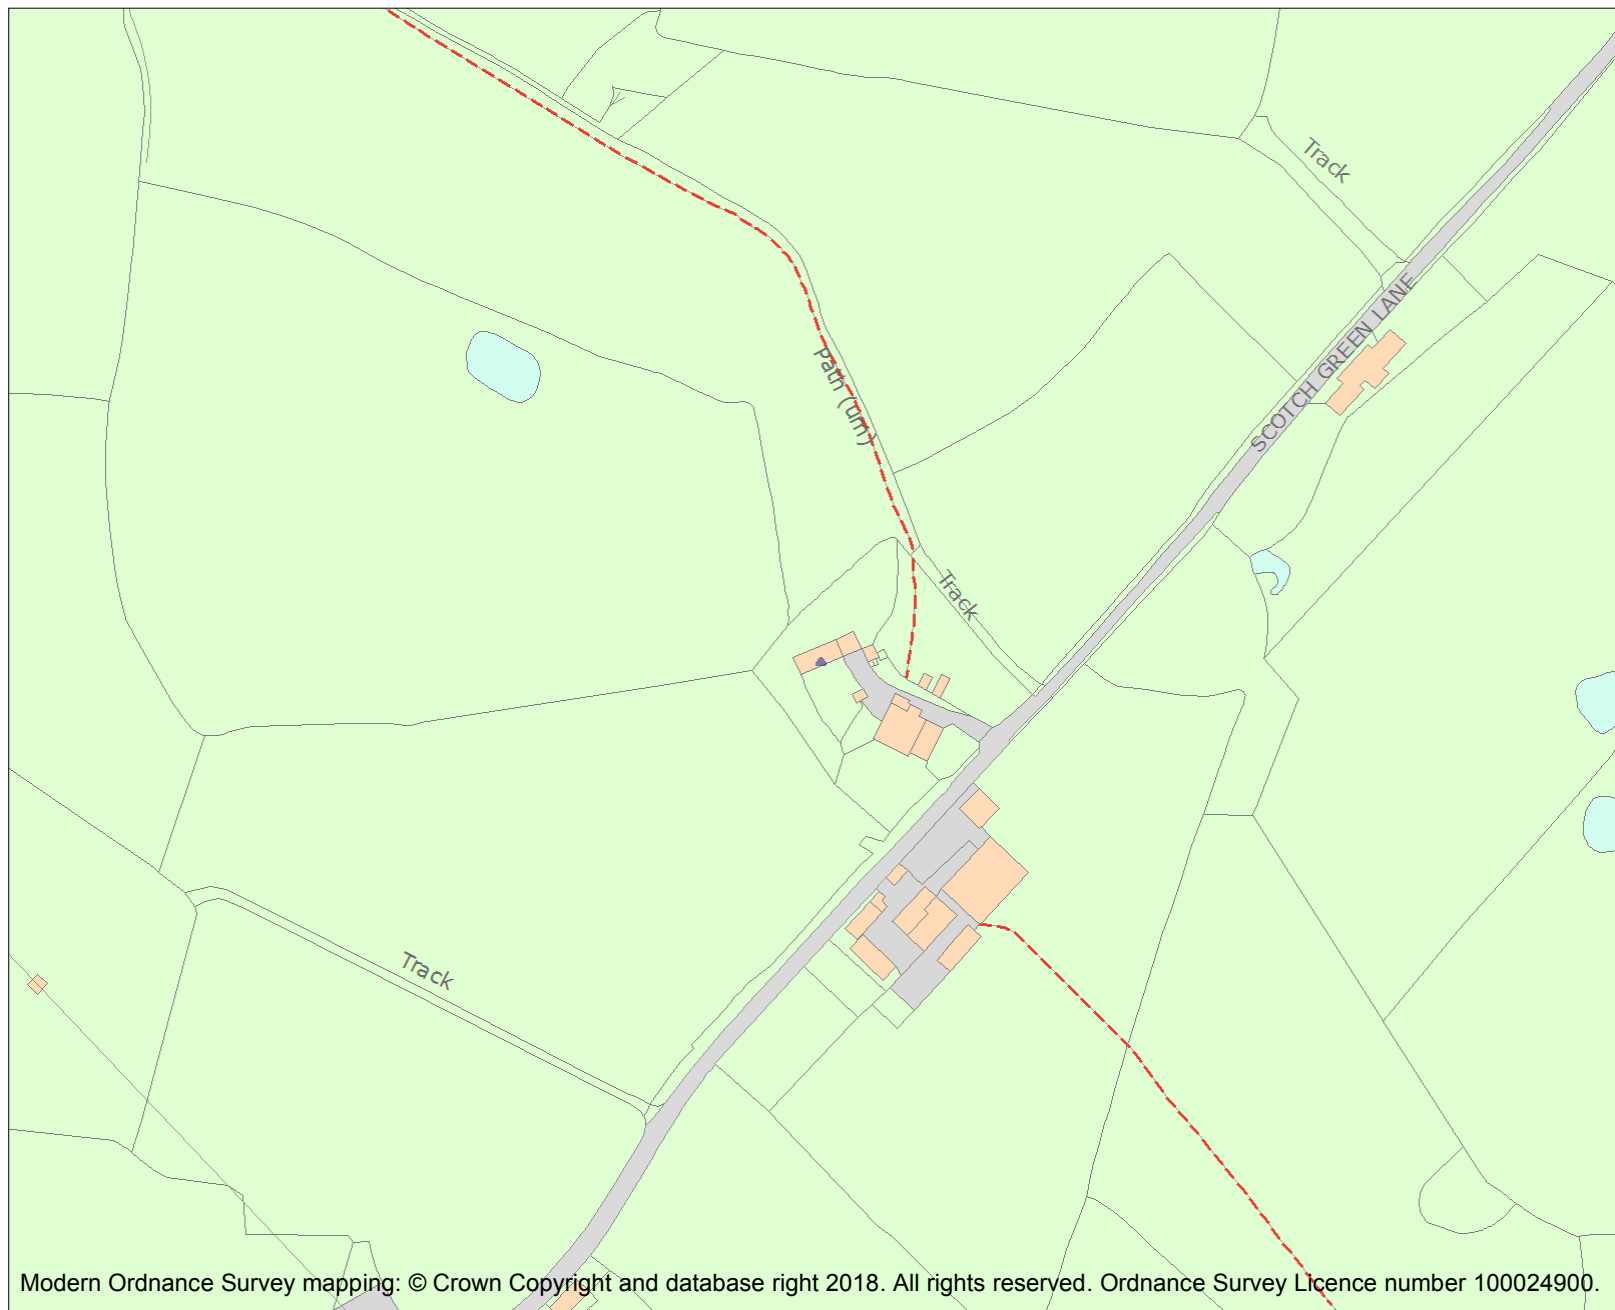 Track
SCOTCH GREEN LANE
Path (um)
Track
Track
Modern Ordnance Survey mapping: © Crown Copyright and database right 2018. All rights reserved. Ordnance Survey Licence number 100024900.